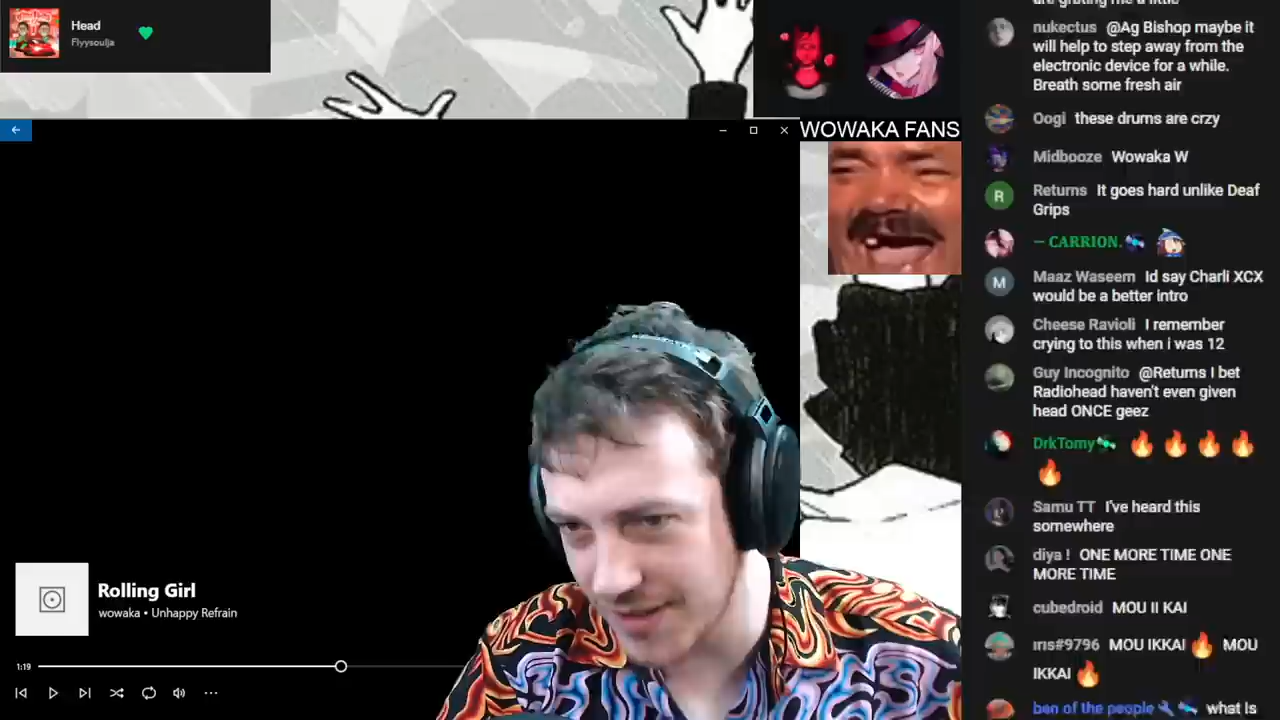 Head
Flyysoulja
WOWAKA FANS
Rolling Girl
wowaka • Unhappy Refrain
1:19
nukectus @Ag Bishop maybe it
will help to step away from the
electronic device for a while.
Breath some fresh air
Oogi these drums are crzy
Midbooze Wowaka W
R
Returns It goes hard unlike Deaf
Grips
— CARRION.
M
Maaz Waseem Id say Charli XCX
would be a better intro
Cheese Ravioli I remember
crying to this when i was 12
Guy Incognito @Returns I bet
Radiohead haven't even given
head ONCE geez
DrkTomy 🔥 🔥 🔥 🔥
🔥
Samu TT I've heard this
somewhere
diya ! ONE MORE TIME ONE
MORE TIME
cubedroid MOU II KAI
ırıs#9796 MOU IKKAI 🔥 MOU
IKKAI 🔥
ben of the people what Is